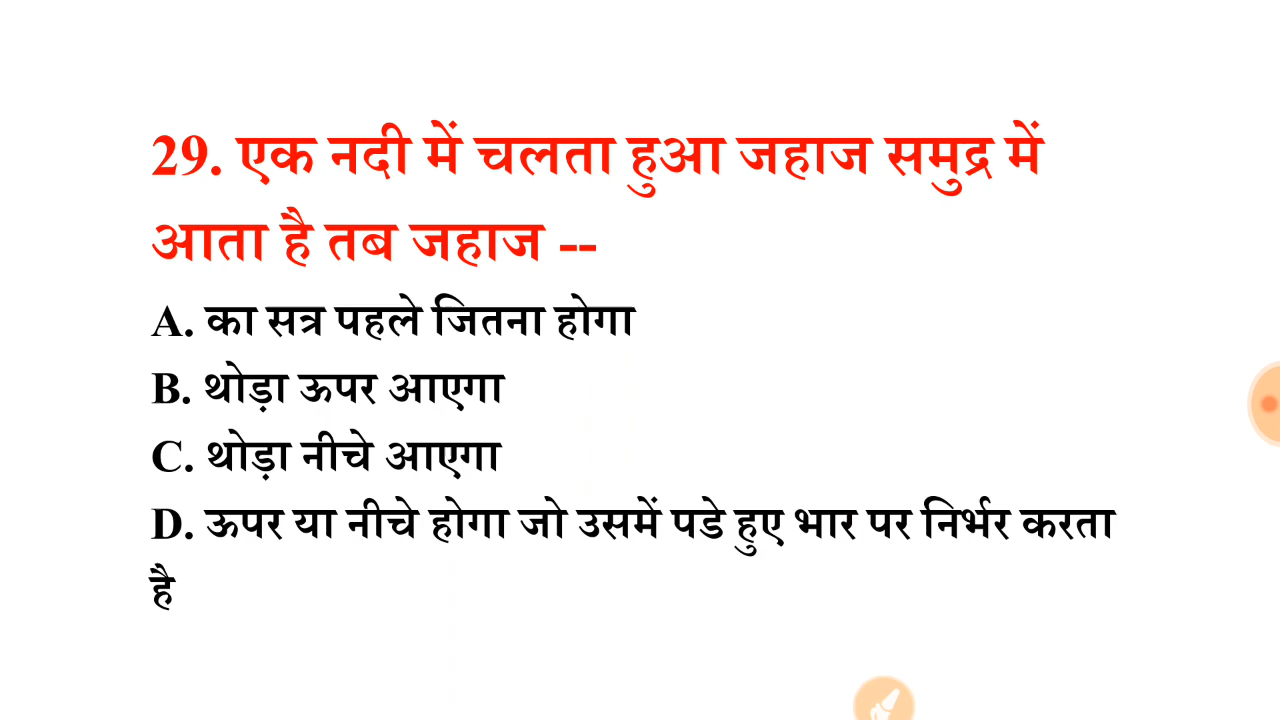 29. एक नदी में चलता हुआ जहाज समुद्र में
आता है तब जहाज --
A. का सत्र पहले जितना होगा
B. थोड़ा ऊपर आएगा
C. थोड़ा नीचे आएगा
D. ऊपर या नीचे होगा जो उसमें पडे हुए भार पर निर्भर करता
है